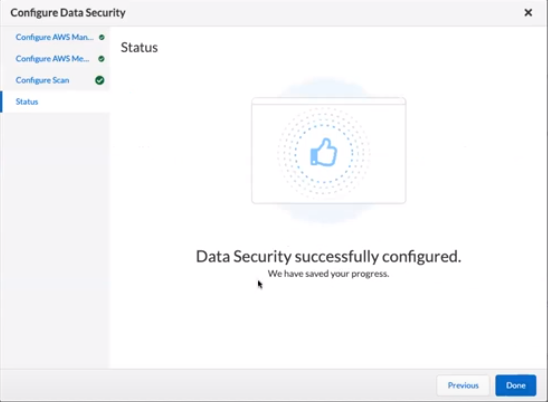 Configure Data Security
Configure AWS Man...
Configure AWS Me...
Configure Scan
Status
Status
Data Security successfully configured.
We have saved your progress.
Previous
Done